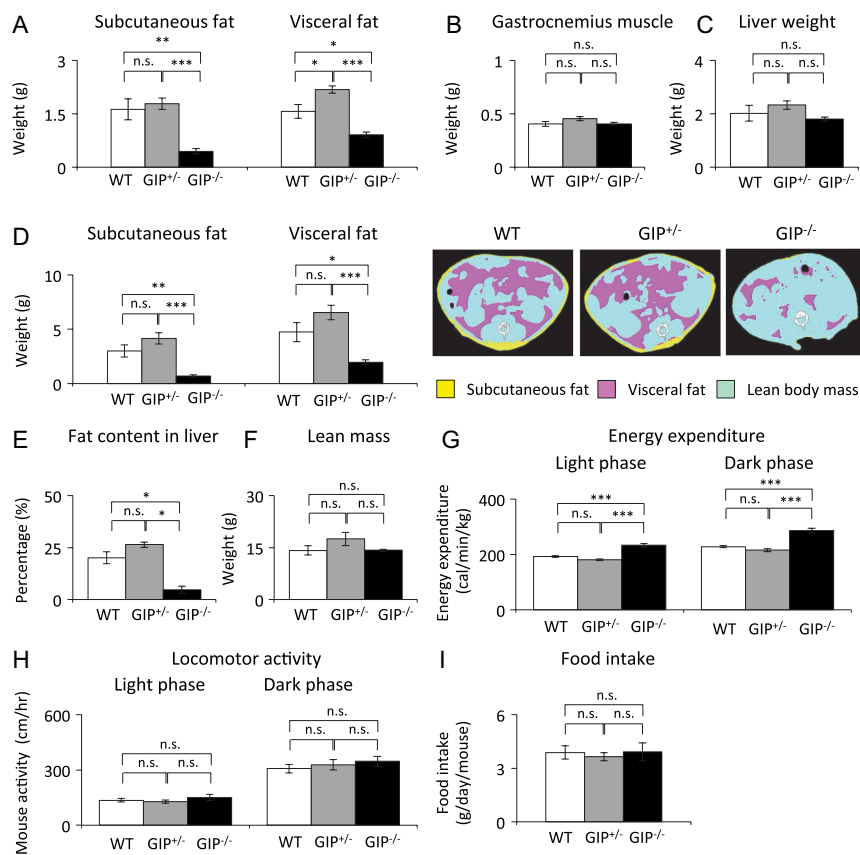 A
Subcutaneous fat
Visceral fat
Weight (g)
3
1.5
0
**
n.s.
***
*
*
***
WT GIP+/- GIP-/-
WT GIP+/- GIP-/-
B
Gastrocnemius muscle
Weight (g)
1
0.5
0
n.s.
n.s.
n.s.
WT GIP+/- GIP-/-
C
Liver weight
Weight (g)
4
2
0
n.s.
n.s.
n.s.
WT GIP+/- GIP-/-
D
Subcutaneous fat
Visceral fat
Weight (g)
10
5
0
**
n.s.
***
*
n.s.
***
WT GIP+/- GIP-/-
WT GIP+/- GIP-/-
WT
GIP+/-
GIP-/-
Subcutaneous fat
Visceral fat
Lean body mass
E
Fat content in liver
Percentage (%)
50
25
0
*
n.s.
*
WT GIP+/- GIP-/-
F
Lean mass
Weight (g)
30
15
0
n.s.
n.s.
n.s.
WT GIP+/- GIP-/-
G
Energy expenditure
Light phase
Dark phase
Energy expenditure
(cal/min/kg)
400
200
0
***
n.s.
***
***
n.s.
***
WT GIP+/- GIP-/-
WT GIP+/- GIP-/-
H
Locomotor activity
Light phase
Dark phase
Mouse activity (cm/hr)
600
300
0
n.s.
n.s.
n.s.
n.s.
n.s.
n.s.
WT GIP+/- GIP-/-
WT GIP+/- GIP-/-
I
Food intake
Food intake
(g/day/mouse)
6
3
0
n.s.
n.s.
n.s.
WT GIP+/- GIP-/-